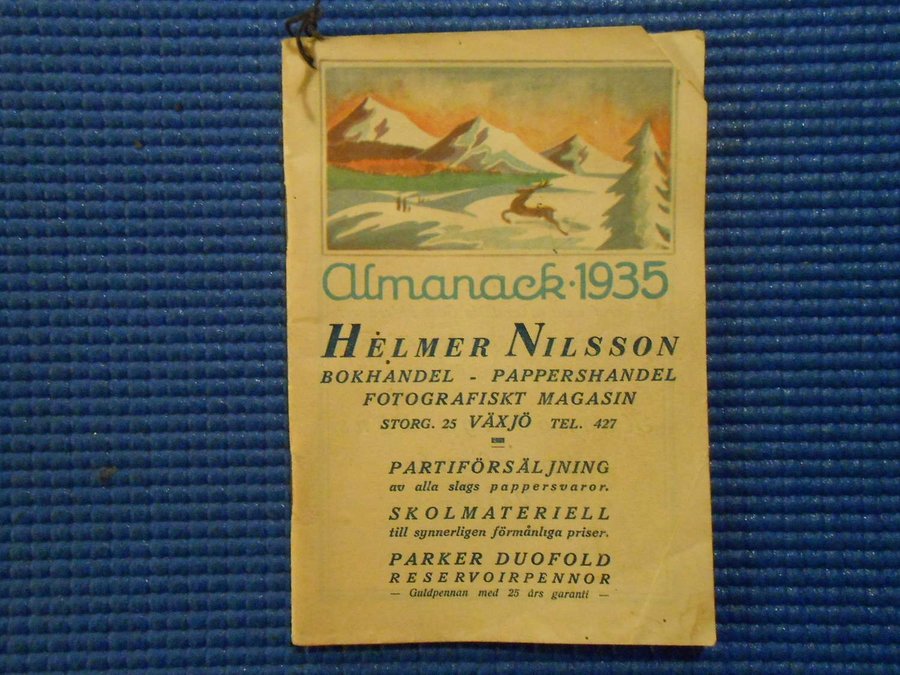 Almanack·1935
HELMER NILSSON
BOKHANDEL - PAPPERSHANDEL
FOTOGRAFISKT MAGASIN
STORG. 25 VÄXJÖ TEL. 427
PARTIFÖRSÄLJNING
av alla slags pappersvaror.
SKOLMATERIELL
till synnerligen förmånliga priser.
PARKER DUOFOLD
RESERVOIRPENNOR
— Guldpennan med 25 års garanti —